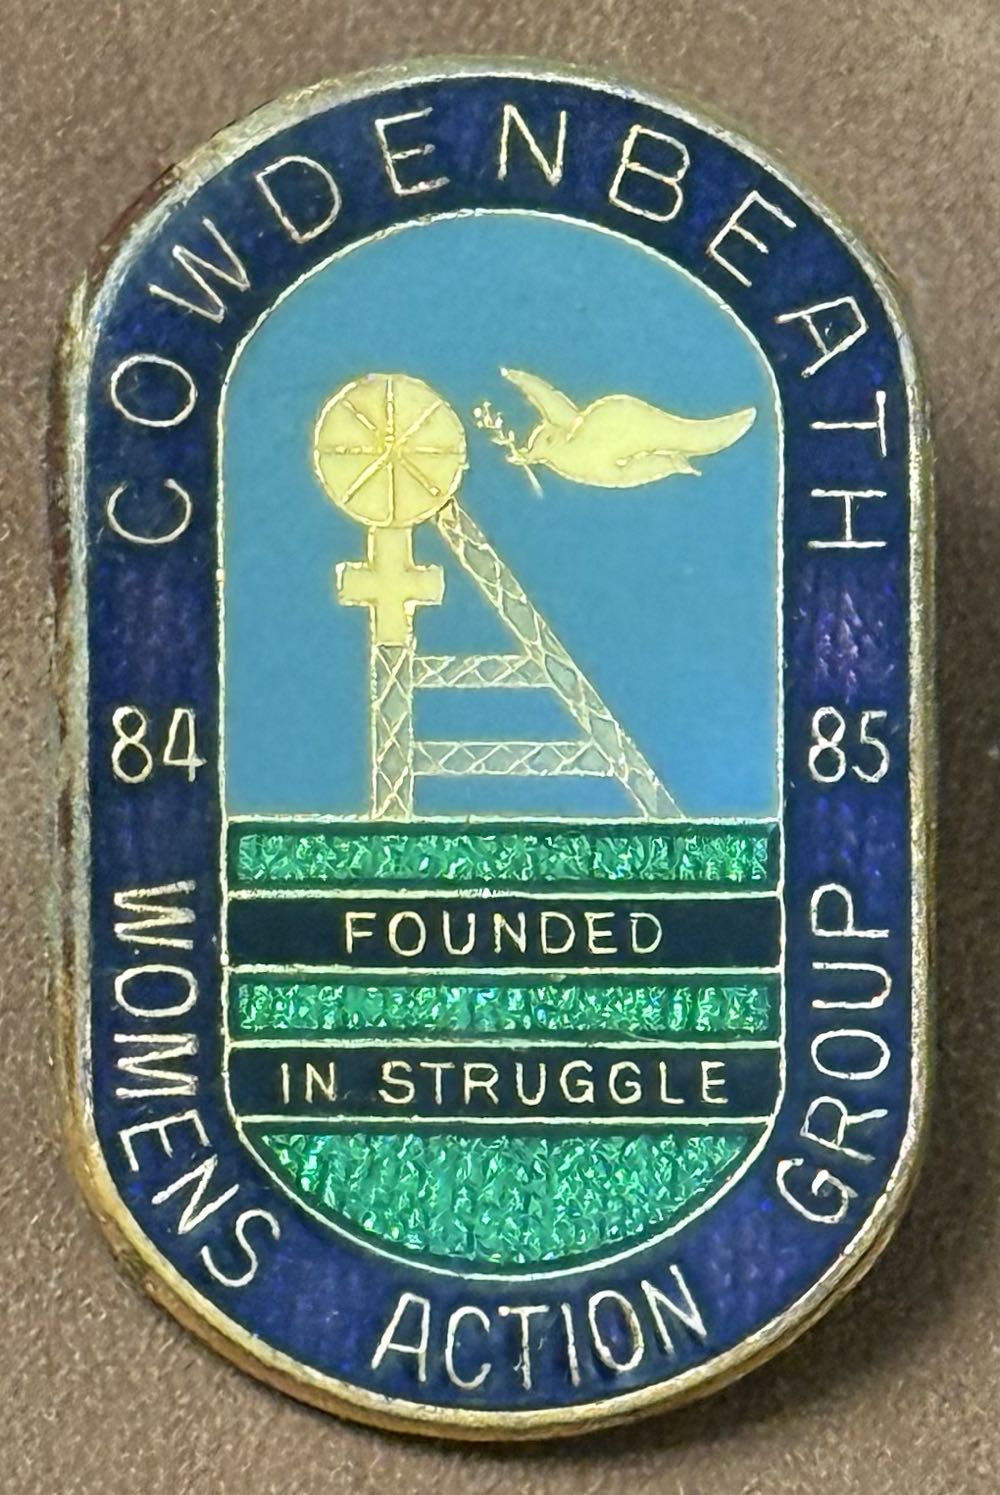 COWDENBEATH
84 85
FOUNDED
IN STRUGGLE
WOMENS ACTION GROUP